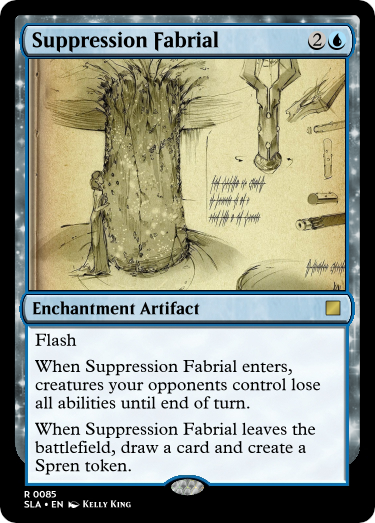 Suppression Fabrial 2
Enchantment Artifact
Flash
When Suppression Fabrial enters,
creatures your opponents control lose
all abilities until end of turn.
When Suppression Fabrial leaves the
battlefield, draw a card and create a
Spren token.
R 0085
SLA • EN Kelly King